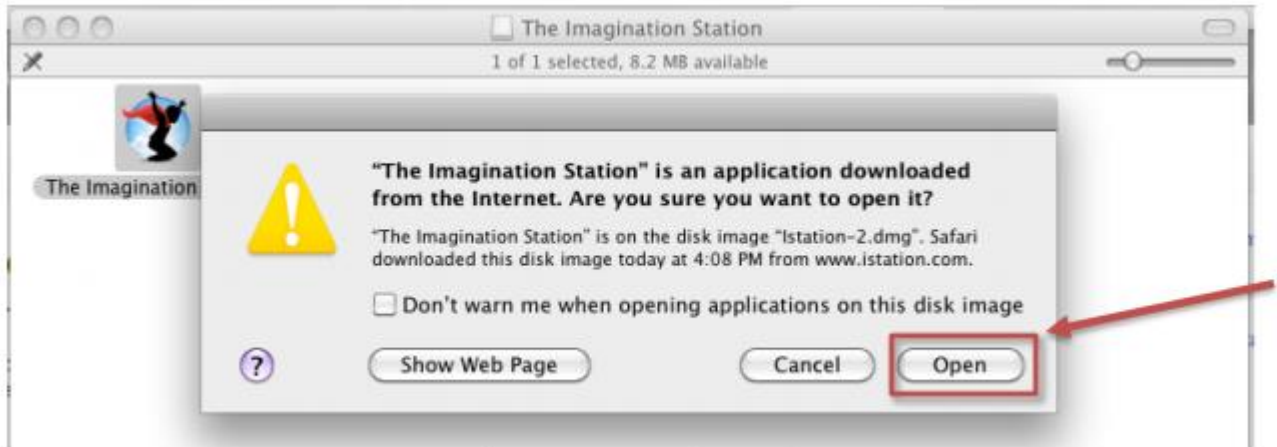 The Imagination Station
1 of 1 selected, 8.2 MB available
The Imagination
"The Imagination Station" is an application downloaded
from the Internet. Are you sure you want to open it?
"The Imagination Station" is on the disk image "Istation-2.dmg". Safari
downloaded this disk image today at 4:08 PM from www.istation.com.
Don't warn me when opening applications on this disk image
? Show Web Page Cancel Open